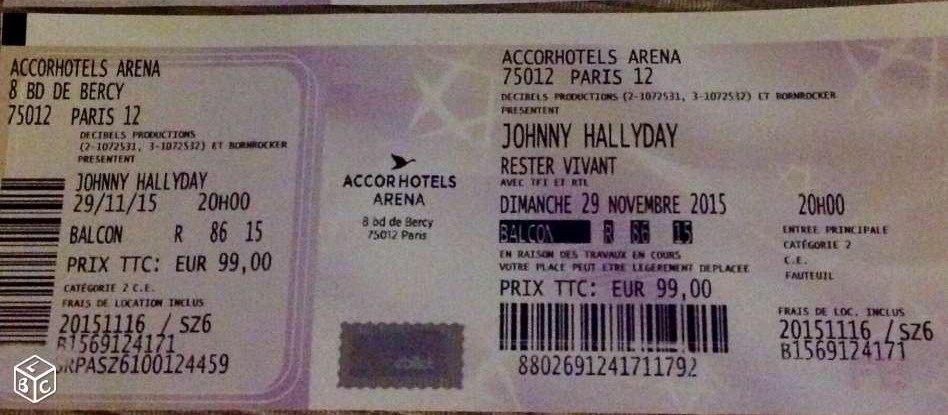 ACCORHOTELS ARENA
8 BD DE BERCY
75012 PARIS 12
DECIBELS PRODUCTIONS
(2-1072531, 3-1072532) ET BORNROCKER
PRESENTENT
JOHNNY HALLYDAY
29/11/15 20H00
BALCON R 86 15
PRIX TTC: EUR 99,00
CATÉGORIE 2 C.E.
FRAIS DE LOCATION INCLUS
20151116 / SZ6
B1569124171
SRPASZ6100124459
LBC
ACCORHOTELS
ARENA
8 bd de Bercy
75012 Paris
ACCORHOTELS ARENA
75012 PARIS 12
DECIBELS PRODUCTIONS (2-1072531, 3-1072532) ET BORNROCKER
PRESENTENT
JOHNNY HALLYDAY
RESTER VIVANT
AVEC TF1 ET RTL
DIMANCHE 29 NOVEMBRE 2015 20H00
BALCON R 86 15
EN RAISON DES TRAVAUX EN COURS
VOTRE PLACE PEUT ETRE LEGEREMENT DEPLACEE
PRIX TTC: EUR 99,00
8802691241711792
ENTREE PRINCIPALE
CATÉGORIE 2
C.E.
FAUTEUIL
FRAIS DE LOC. INCLUS
20151116 / SZ6
B1569124171